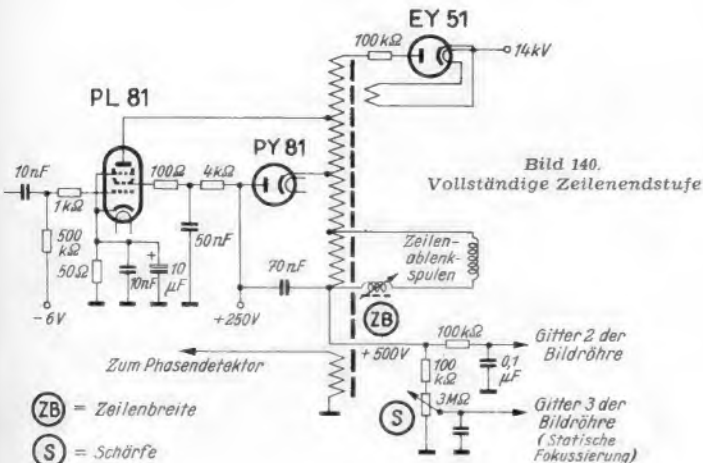 EY 51
100kΩ
14kV
PL 81
PY 81
10nF
1kΩ
100Ω
4kΩ
500
kΩ
50Ω
10nF
+
10
μF
50nF
70nF
-6V
+250V
Bild 140.
Vollständige Zeilenendstufe
Zeilen-
ablenk-
spulen
ZB
+500V
100kΩ
Gitter 2 der
Bildröhre
0,1
μF
100
kΩ
3MΩ
S
Gitter 3 der
Bildröhre
(Statische
Fokussierung)
Zum Phasendetektor
ZB = Zeilenbreite
S = Schärfe